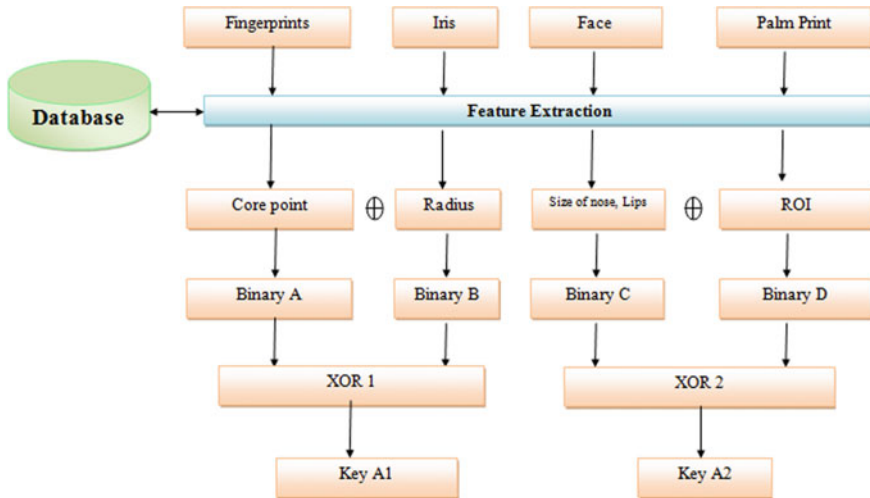 Fingerprints
Iris
Face
Palm Print
Database
Feature Extraction
Core point
⊕
Radius
Size of nose, Lips
⊕
ROI
Binary A
Binary B
Binary C
Binary D
XOR 1
XOR 2
Key A1
Key A2